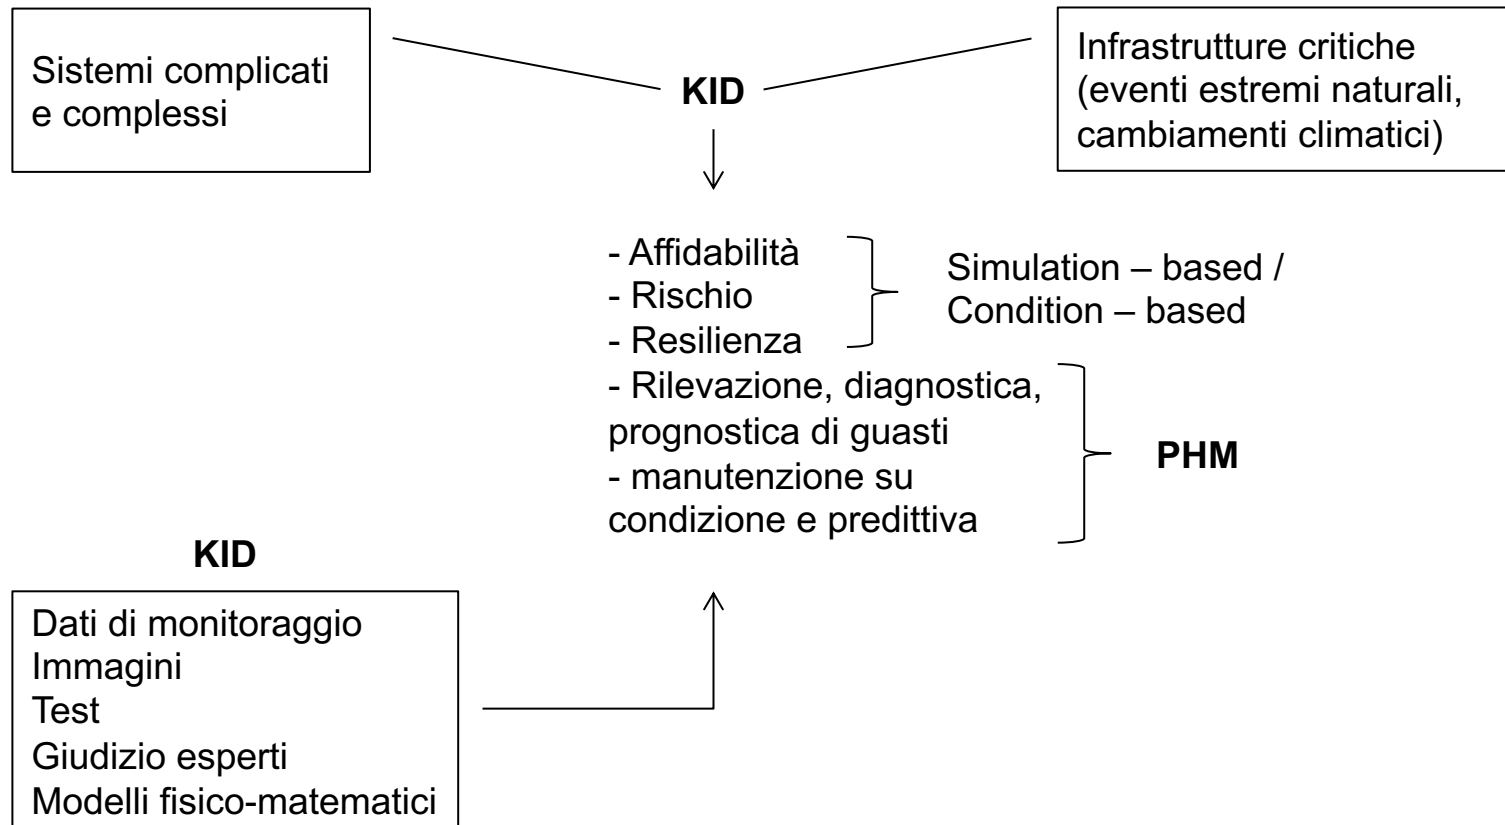 Sistemi complicati
e complessi
KID
Infrastrutture critiche
(eventi estremi naturali,
cambiamenti climatici)
- Affidabilità
- Rischio
- Resilienza
Simulation – based /
Condition – based
- Rilevazione, diagnostica,
prognostica di guasti
- manutenzione su
condizione e predittiva
PHM
KID
Dati di monitoraggio
Immagini
Test
Giudizio esperti
Modelli fisico-matematici